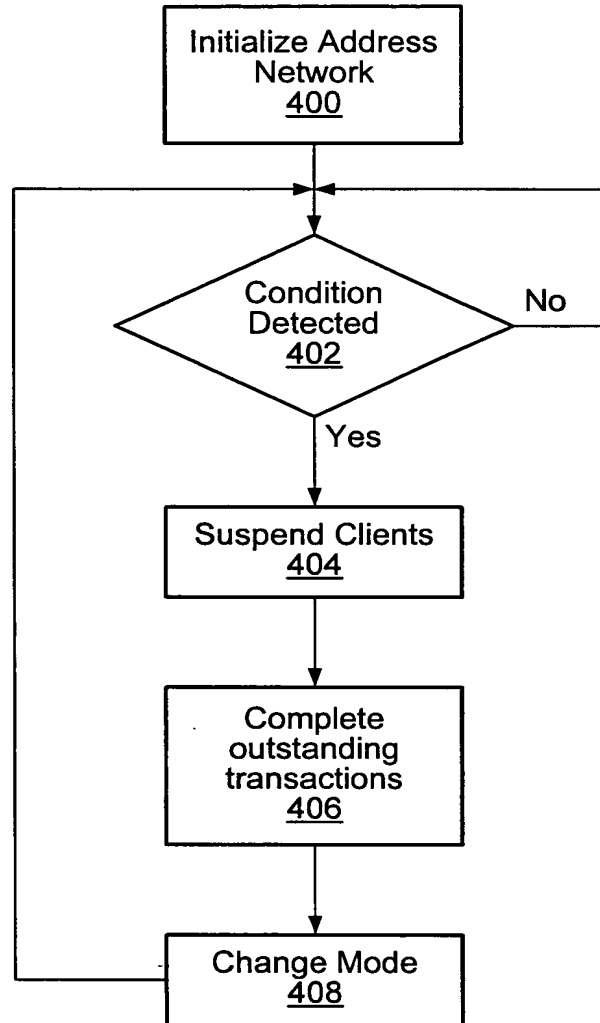 Initialize Address
Network
400
Condition
Detected
402
No
Yes
Suspend Clients
404
Complete
outstanding
transactions
406
Change Mode
408